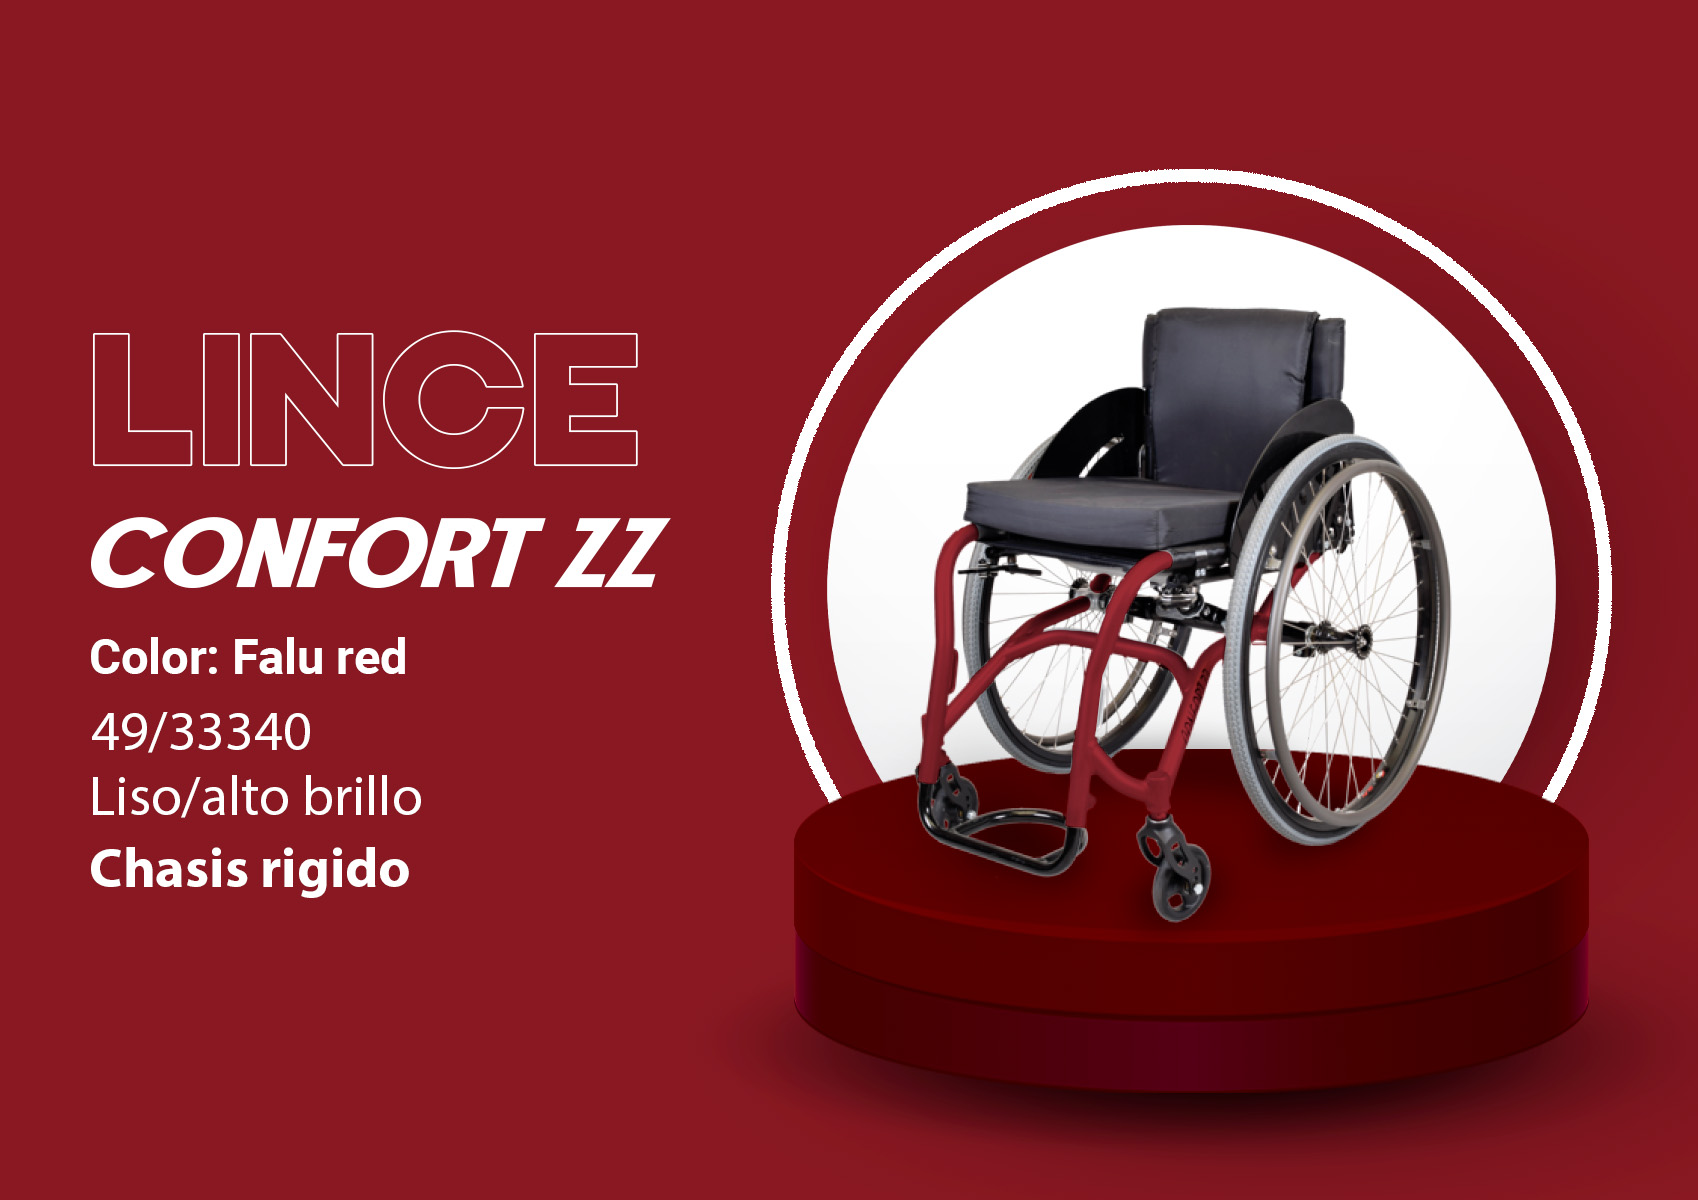 LINCE
CONFORT ZZ
Color: Falu red
49/33340
Liso/alto brillo
Chasis rigido